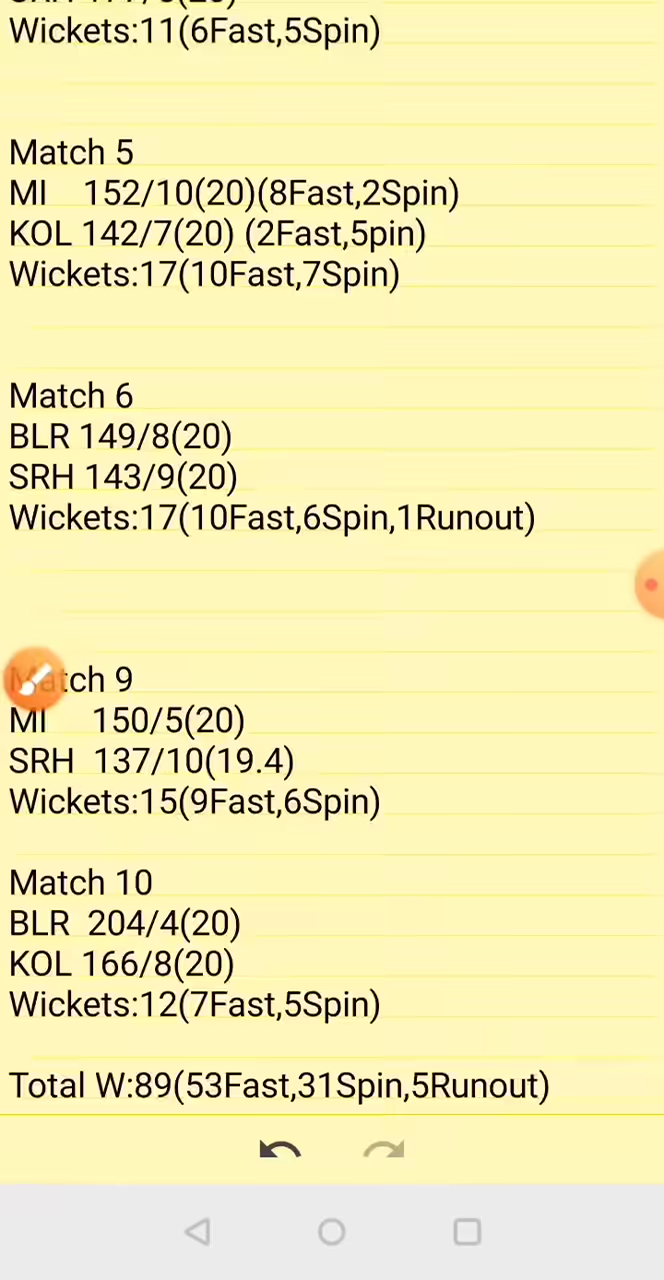 Wickets:11(6Fast,5Spin)
Match 5
MI 152/10(20)(8Fast,2Spin)
KOL 142/7(20) (2Fast,5pin)
Wickets:17(10Fast,7Spin)
Match 6
BLR 149/8(20)
SRH 143/9(20)
Wickets:17(10Fast,6Spin,1Runout)
Match 9
MI 150/5(20)
SRH 137/10(19.4)
Wickets:15(9Fast,6Spin)
Match 10
BLR 204/4(20)
KOL 166/8(20)
Wickets:12(7Fast,5Spin)
Total W:89(53Fast,31Spin,5Runout)